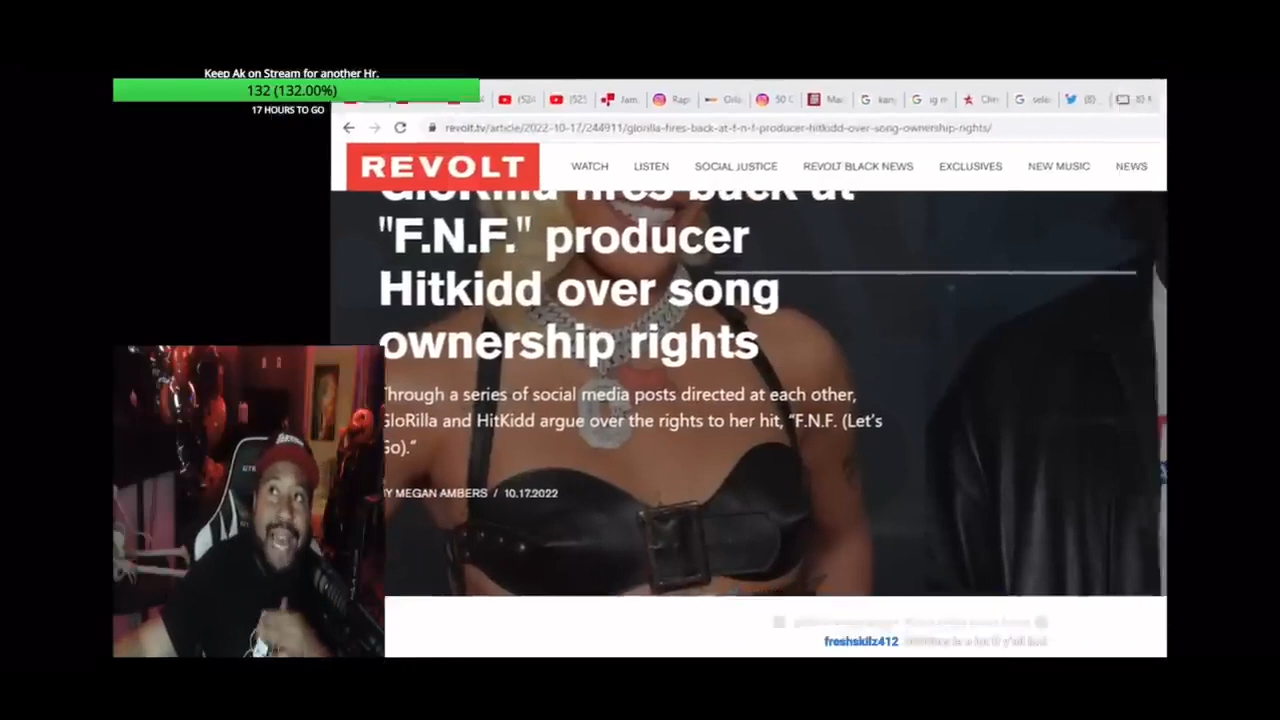 Keep Ak on Stream for another Hr.
132 (132.00%)
17 HOURS TO GO
revolt.tv/article/2022-10-17/244911/glorilla-fires-back-at-f-n-f-producer-hitkidd-over-song-ownership-rights/
REVOLT
WATCH LISTEN SOCIAL JUSTICE REVOLT BLACK NEWS EXCLUSIVES NEW MUSIC NEWS
GloRilla fires back at
"F.N.F." producer
Hitkidd over song
ownership rights
Through a series of social media posts directed at each other,
GloRilla and HitKidd argue over the rights to her hit, “F.N.F. (Let’s
Go).”
BY MEGAN AMBERS / 10.17.2022
freshskilz412